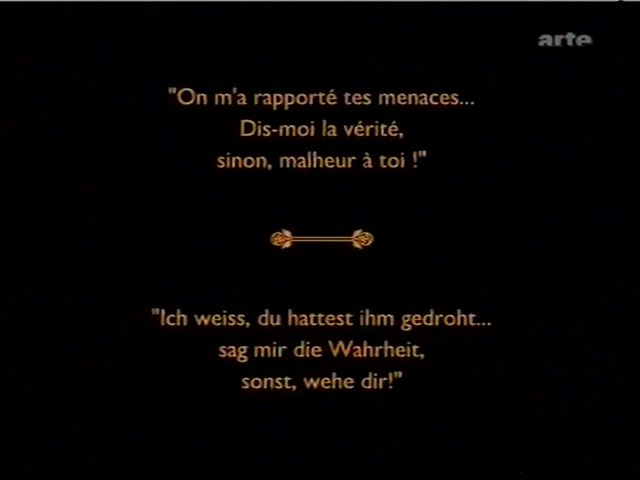 arte
"On m'a rapporté tes menaces...
Dis-moi la vérité,
sinon, malheur à toi !"
"Ich weiss, du hattest ihm gedroht...
sag mir die Wahrheit,
sonst, wehe dir!"